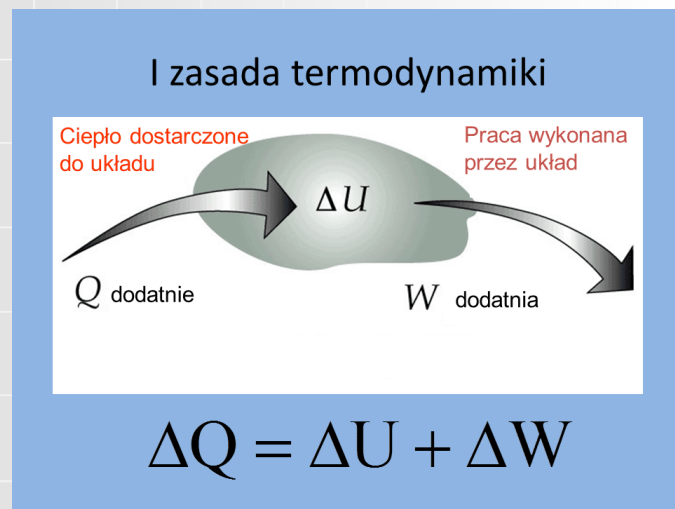 I zasada termodynamiki
Ciepło dostarczone
do układu
Praca wykonana
przez układ
ΔU
Q dodatnie
W dodatnia
ΔQ = ΔU + ΔW